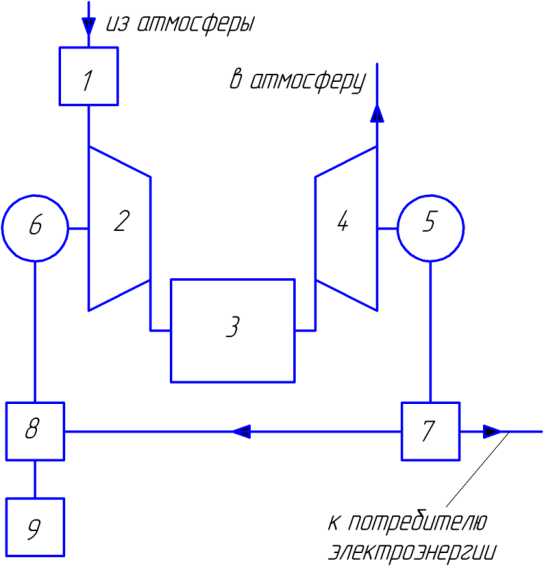 из атмосферы
1
в атмосферу
6
2
4
5
3
8
7
9
к потребителю
электроэнергии